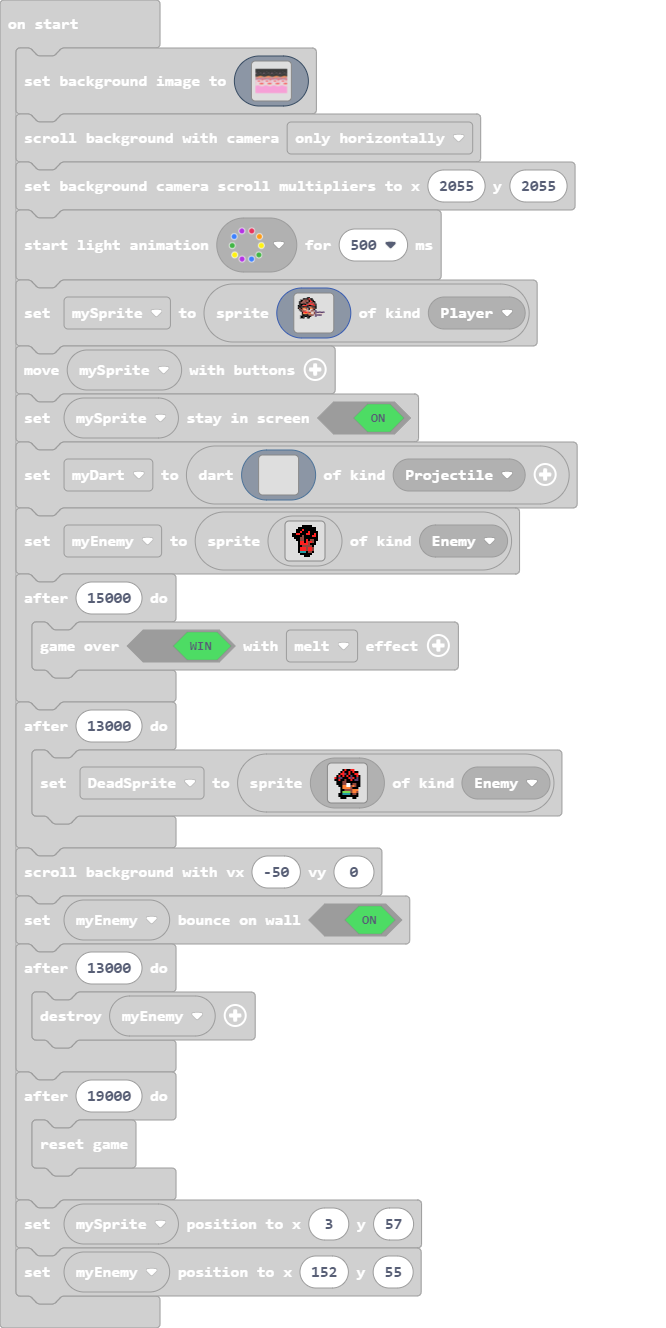 on start
set background image to
scroll background with camera only horizontally
set background camera scroll multipliers to x 2055 y 2055
start light animation for 500 ms
set mySprite to sprite of kind Player
move mySprite with buttons
set mySprite stay in screen ON
set myDart to dart of kind Projectile
set myEnemy to sprite of kind Enemy
after 15000 do
game over WIN with melt effect
after 13000 do
set DeadSprite to sprite of kind Enemy
scroll background with vx -50 vy 0
set myEnemy bounce on wall ON
after 13000 do
destroy myEnemy
after 19000 do
reset game
set mySprite position to x 3 y 57
set myEnemy position to x 152 y 55